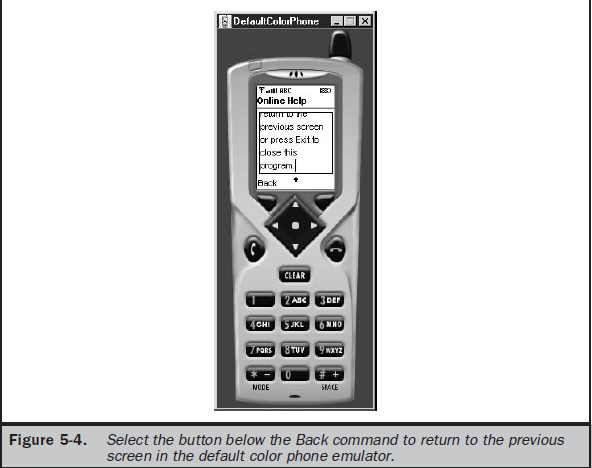 DefaultColorPhone
ABC
Online Help
return to the
previous screen
or press Exit to
close this
program.
Back
CLEAR
1 2 ABC 3 DEF
4 GHI 5 JKL 6 MNO
7 PQRS 8 TUV 9 WXYZ
* - 0 # +
MODE SPACE
Figure 5-4. Select the button below the Back command to return to the previous
screen in the default color phone emulator.